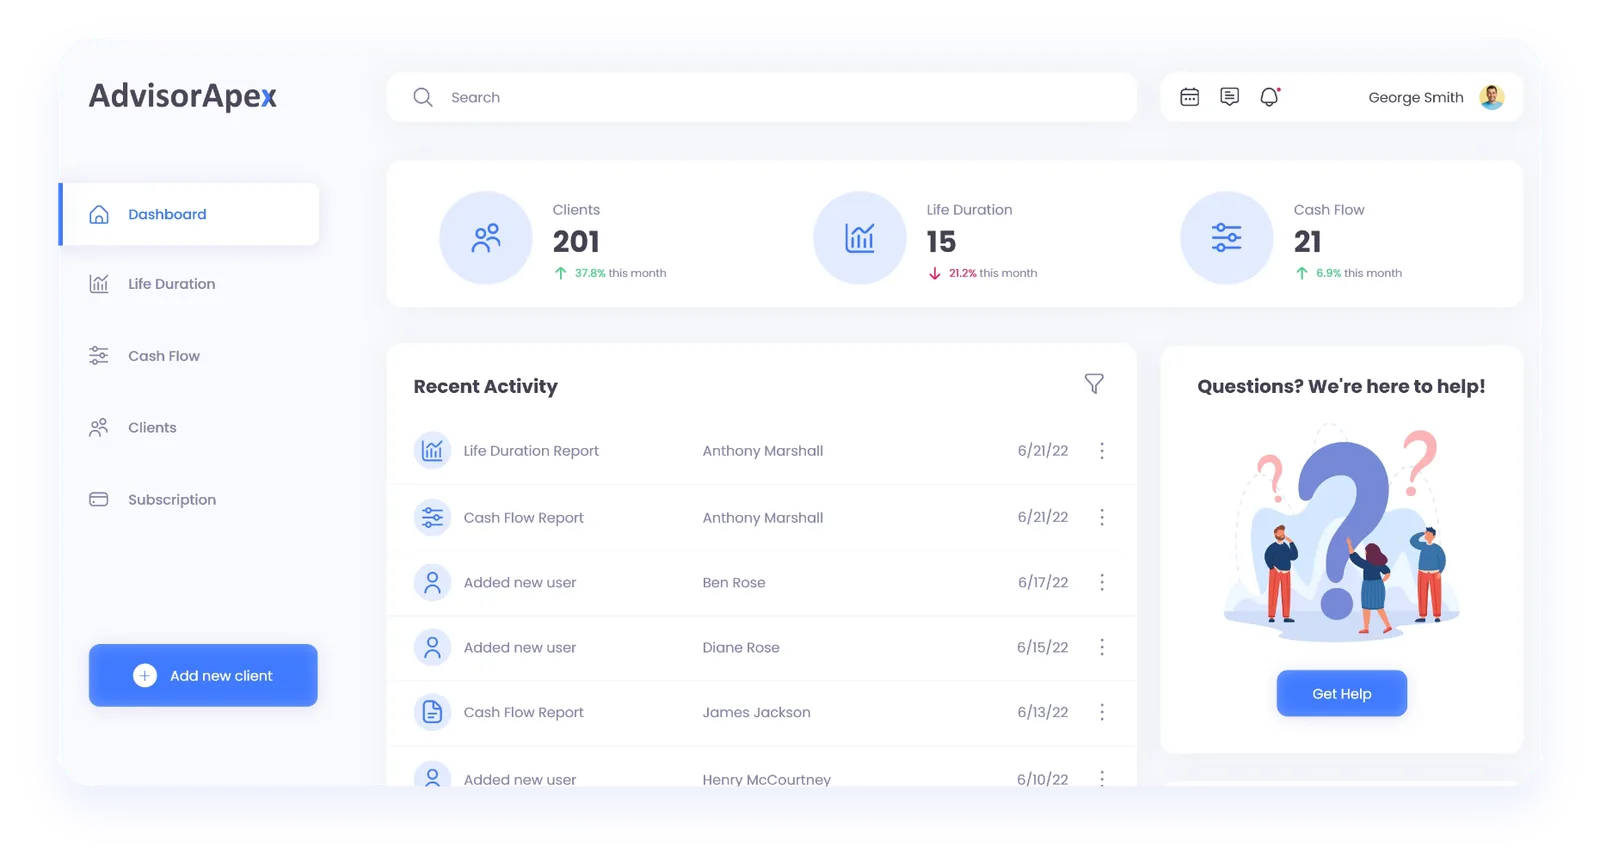 AdvisorApex
Search
George Smith
Dashboard
Life Duration
Cash Flow
Clients
Subscription
Add new client
Clients
201
37.8% this month
Life Duration
15
21.2% this month
Cash Flow
21
6.9% this month
Recent Activity
Life Duration Report Anthony Marshall 6/21/22
Cash Flow Report Anthony Marshall 6/21/22
Added new user Ben Rose 6/17/22
Added new user Diane Rose 6/15/22
Cash Flow Report James Jackson 6/13/22
Added new user Henry McCourtney 6/10/22
Questions? We're here to help!
? ? ?
Get Help